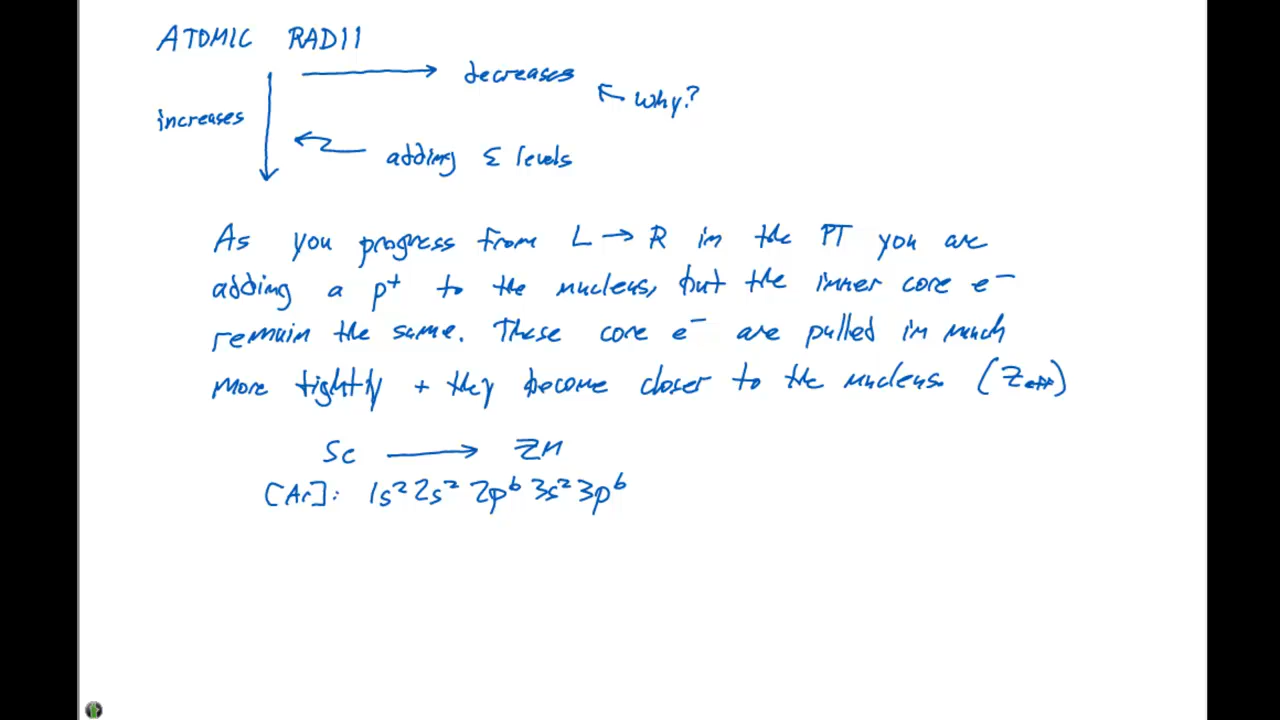 ATOMIC RADII
decreases
why?
increases
adding Σ levels
As you progress from L → R in the PT you are
adding a p⁺ to the nucleus, but the inner core e⁻
remain the same. These core e⁻ are pulled in much
more tightly + they become closer to the nucleus. (Zeff)
Sc → Zn
[Ar]: 1s² 2s² 2p⁶ 3s² 3p⁶